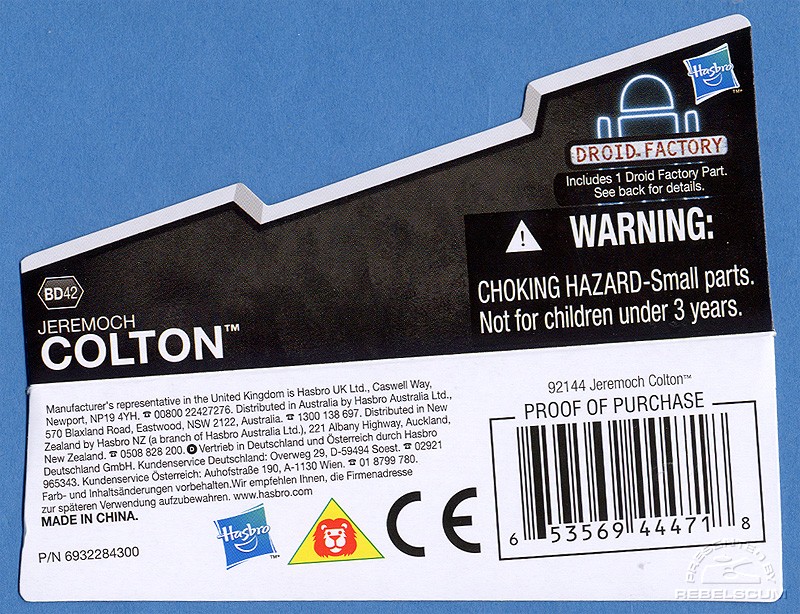 Hasbro
TM
DROID FACTORY
Includes 1 Droid Factory Part.
See back for details.
WARNING:
CHOKING HAZARD-Small parts.
Not for children under 3 years.
BD42
JEREMOCH
COLTON™
Manufacturer's representative in the United Kingdom is Hasbro UK Ltd., Caswell Way,
Newport, NP19 4YH. ☎ 00800 22427276. Distributed in Australia by Hasbro Australia Ltd.,
570 Blaxland Road, Eastwood, NSW 2122, Australia. ☎ 1300 138 697. Distributed in New
Zealand by Hasbro NZ (a branch of Hasbro Australia Ltd.), 221 Albany Highway, Auckland,
New Zealand. ☎ 0508 828 200. D Vertrieb in Deutschland und Österreich durch Hasbro
Deutschland GmbH. Kundenservice Deutschland: Overweg 29, D-59494 Soest. ☎ 02921
965343. Kundenservice Österreich: Auhofstraße 190, A-1130 Wien. ☎ 01 8799 780.
Farb- und Inhaltsänderungen vorbehalten.Wir empfehlen Ihnen, die Firmenadresse
zur späteren Verwendung aufzubewahren. www.hasbro.com
MADE IN CHINA.
P/N 6932284300
Hasbro
TM
CE
92144 Jeremoch Colton™
PROOF OF PURCHASE
6 53569 44471 8
PRESENTED BY
REBELSCUM